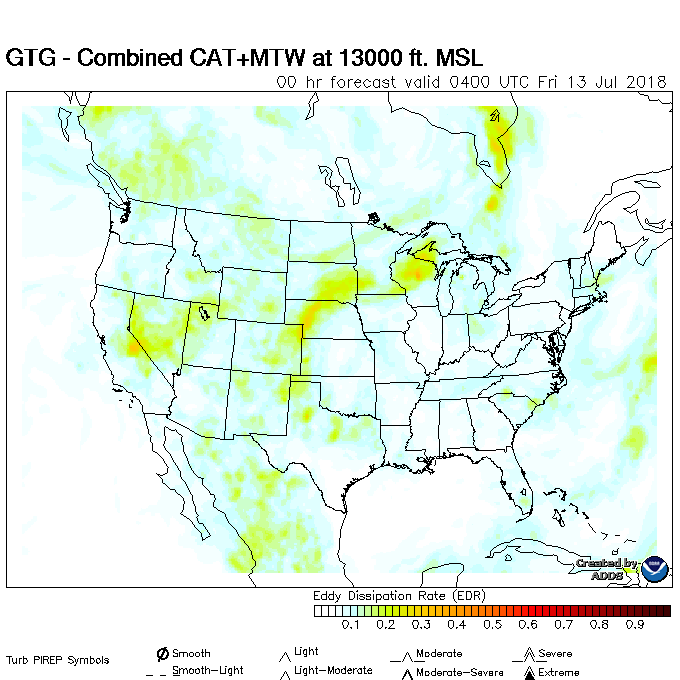 GTG - Combined CAT+MTW at 13000 ft. MSL
00 hr forecast valid 0400 UTC Fri 13 Jul 2018
Created by
ADDS
Eddy Dissipation Rate (EDR)
0.1 0.2 0.3 0.4 0.5 0.6 0.7 0.8 0.9
Turb PIREP Symbols
Smooth Light Moderate Severe
Smooth-Light Light-Moderate Moderate-Severe Extreme